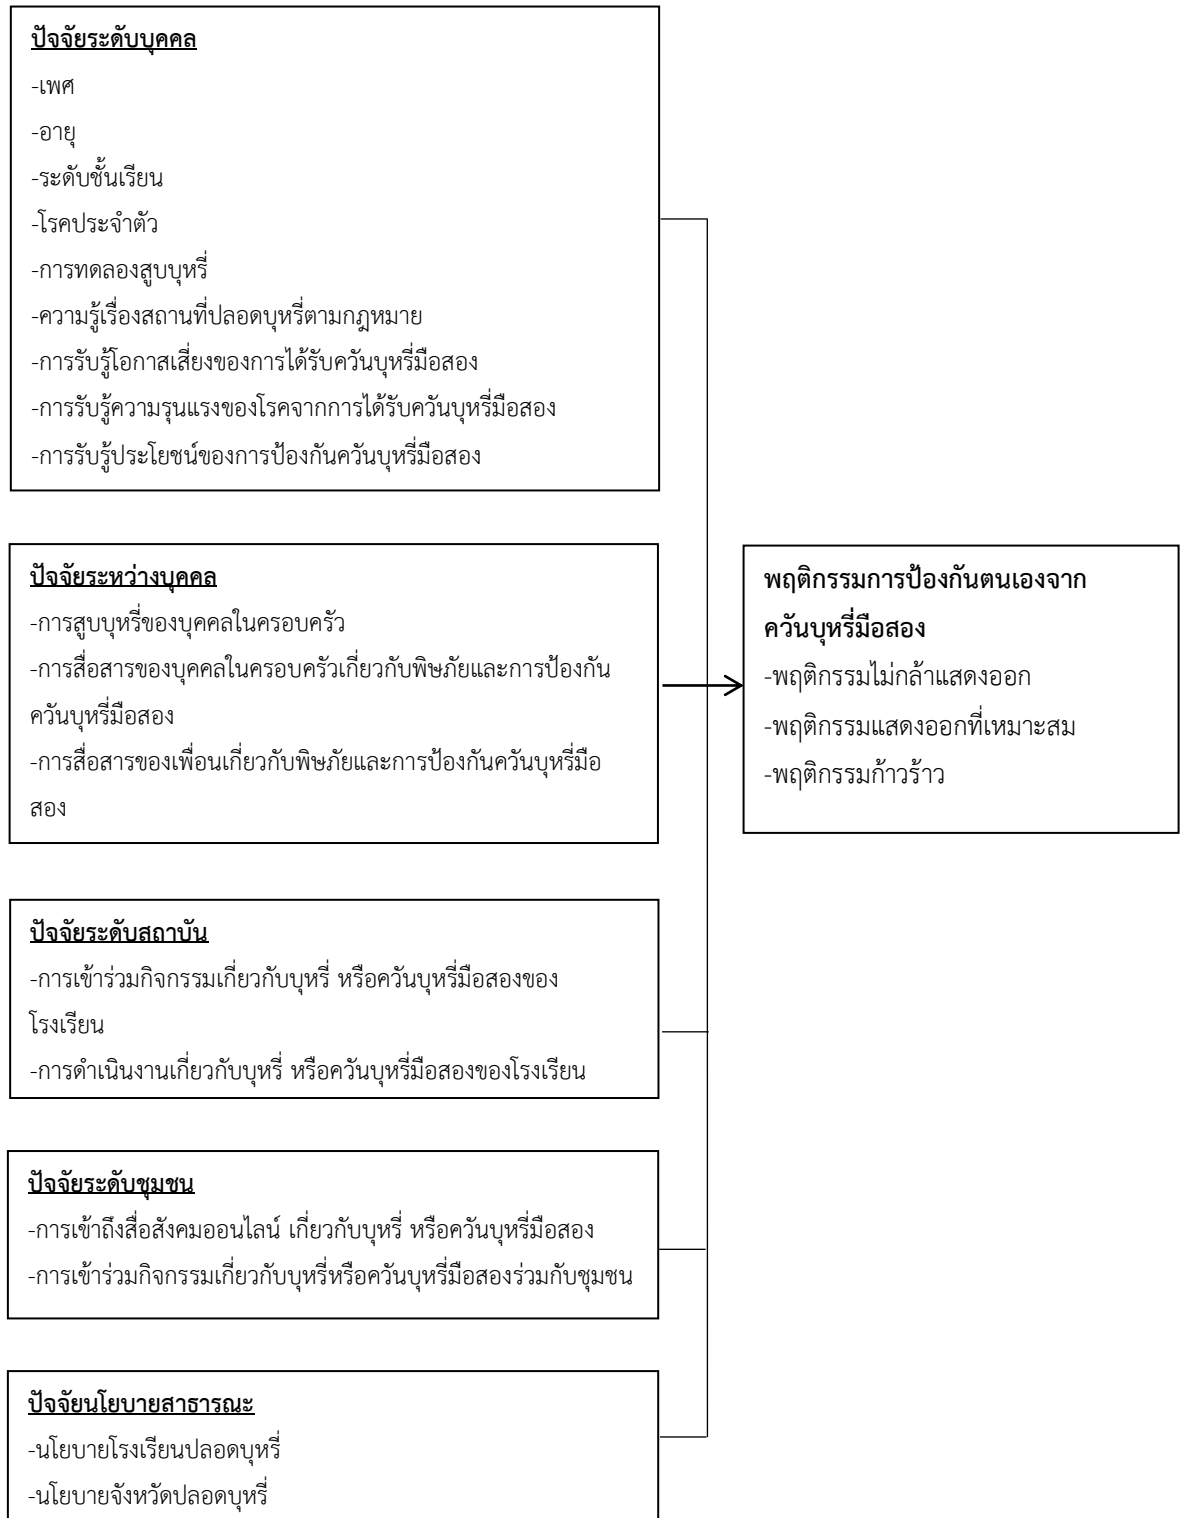 ปัจจัยระดับบุคคล
-เพศ
-อายุ
-ระดับชั้นเรียน
-โรคประจำตัว
-การทดลองสูบบุหรี่
-ความรู้เรื่องสถานที่ปลอดบุหรี่ตามกฎหมาย
-การรับรู้โอกาสเสี่ยงของการได้รับควันบุหรี่มือสอง
-การรับรู้ความรุนแรงของโรคจากการได้รับควันบุหรี่มือสอง
-การรับรู้ประโยชน์ของการป้องกันควันบุหรี่มือสอง
ปัจจัยระหว่างบุคคล
-การสูบบุหรี่ของบุคคลในครอบครัว
-การสื่อสารของบุคคลในครอบครัวเกี่ยวกับพิษภัยและการป้องกัน
ควันบุหรี่มือสอง
-การสื่อสารของเพื่อนเกี่ยวกับพิษภัยและการป้องกันควันบุหรี่มือ
สอง
พฤติกรรมการป้องกันตนเองจาก
ควันบุหรี่มือสอง
-พฤติกรรมไม่กล้าแสดงออก
-พฤติกรรมแสดงออกที่เหมาะสม
-พฤติกรรมก้าวร้าว
ปัจจัยระดับสถาบัน
-การเข้าร่วมกิจกรรมเกี่ยวกับบุหรี่ หรือควันบุหรี่มือสองของ
โรงเรียน
-การดำเนินงานเกี่ยวกับบุหรี่ หรือควันบุหรี่มือสองของโรงเรียน
ปัจจัยระดับชุมชน
-การเข้าถึงสื่อสังคมออนไลน์ เกี่ยวกับบุหรี่ หรือควันบุหรี่มือสอง
-การเข้าร่วมกิจกรรมเกี่ยวกับบุหรี่หรือควันบุหรี่มือสองร่วมกับชุมชน
ปัจจัยนโยบายสาธารณะ
-นโยบายโรงเรียนปลอดบุหรี่
-นโยบายจังหวัดปลอดบุหรี่